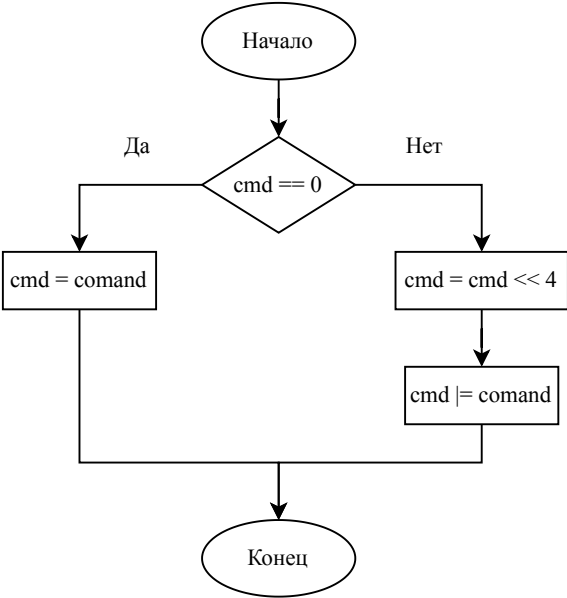 Начало
Да
Нет
cmd == 0
cmd = comand
cmd = cmd << 4
cmd |= comand
Конец